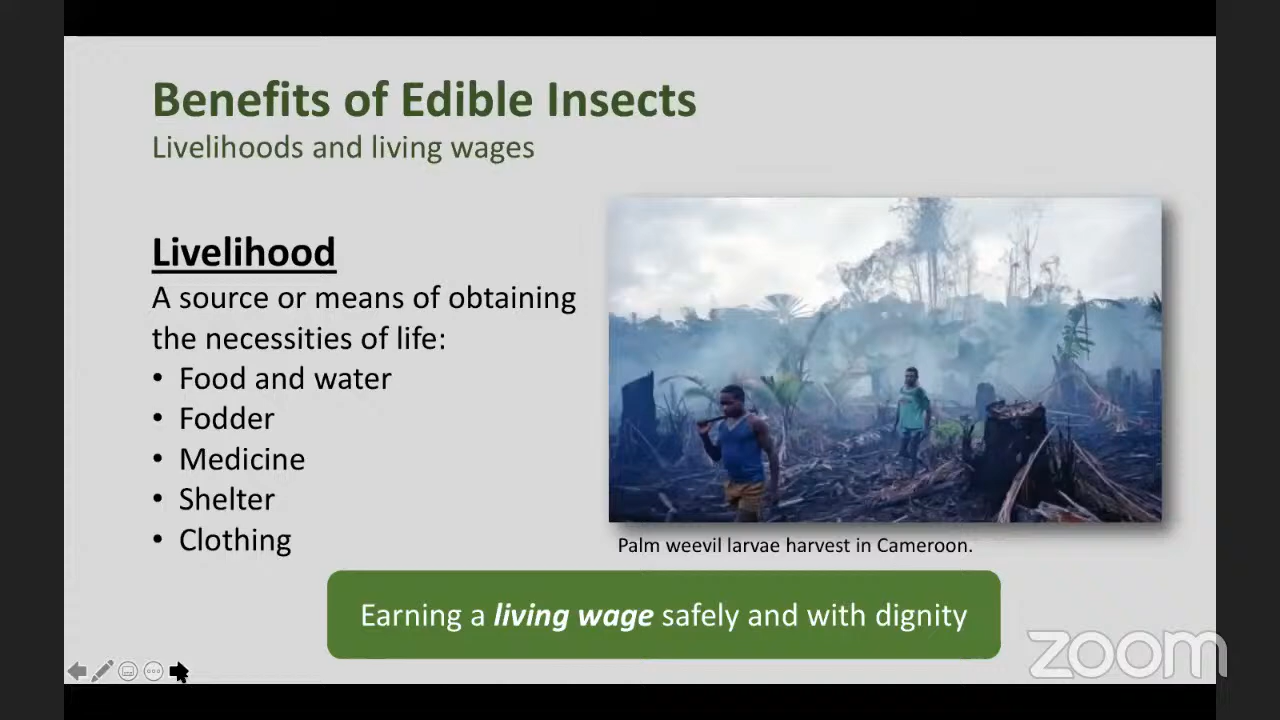 Benefits of Edible Insects
Livelihoods and living wages
Livelihood
A source or means of obtaining
the necessities of life:
• Food and water
• Fodder
• Medicine
• Shelter
• Clothing
Palm weevil larvae harvest in Cameroon.
Earning a living wage safely and with dignity
zoom